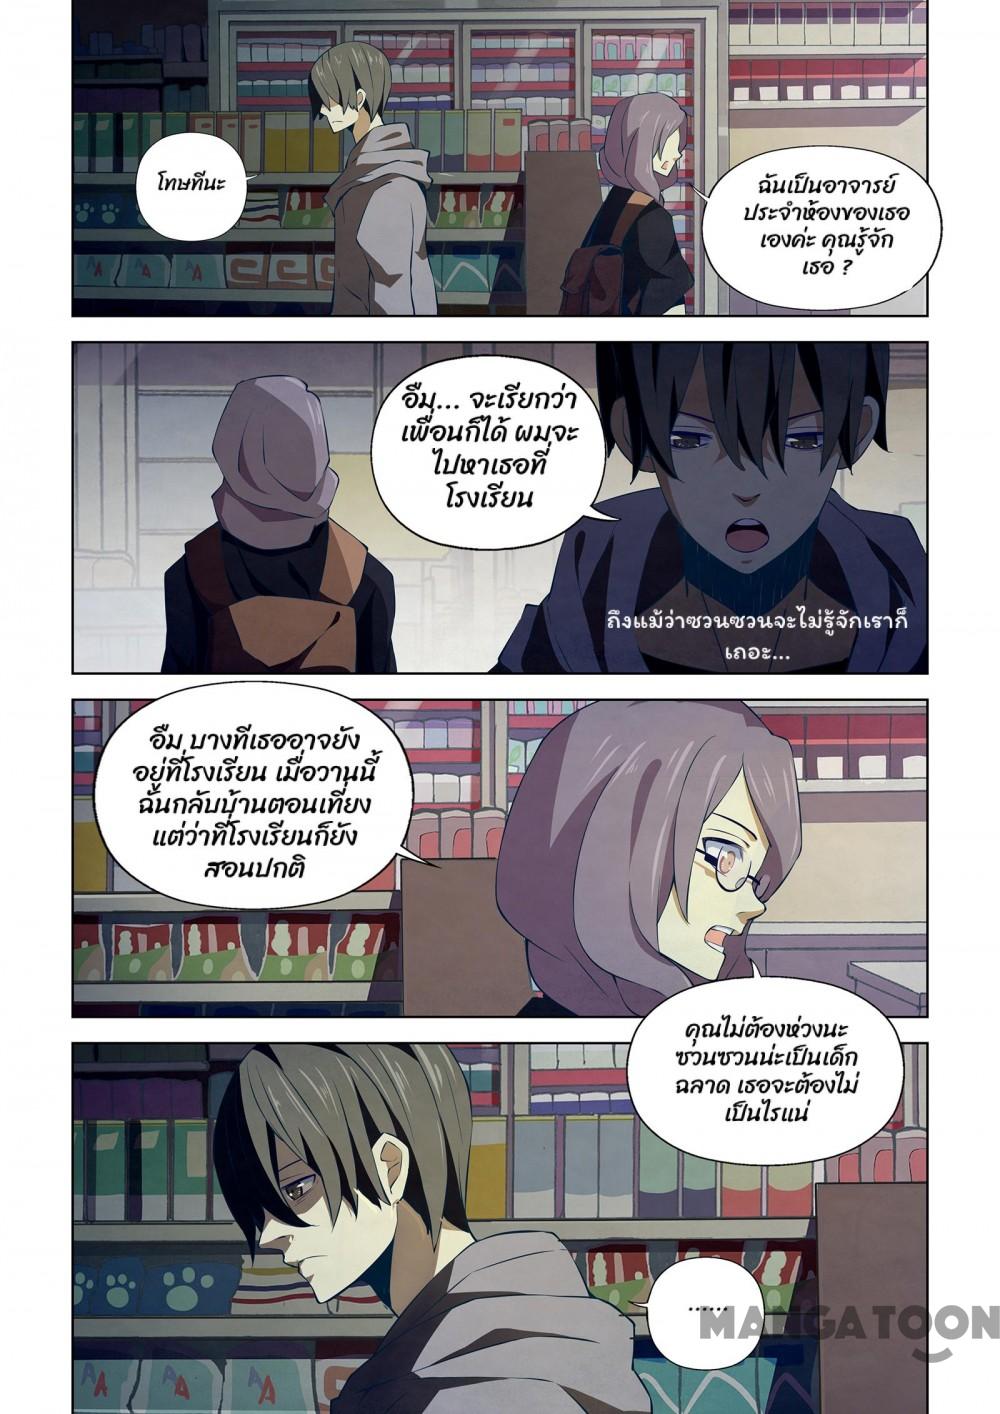 โทษทีนะ
ฉันเป็นอาจารย์
ประจำห้องของเธอ
เองค่ะ คุณรู้จัก
เธอ ?
อืม... จะเรียกว่า
เพื่อนก็ได้ ผมจะ
ไปหาเธอที่
โรงเรียน
ถึงแม้ว่าซวนซวนจะไม่รู้จักเราก็
เถอะ...
อืม บางทีเธออาจยัง
อยู่ที่โรงเรียน เมื่อวานนี้
ฉันกลับบ้านตอนเที่ยง
แต่ว่าที่โรงเรียนก็ยัง
สอนปกติ
คุณไม่ต้องห่วงนะ
ซวนซวนน่ะเป็นเด็ก
ฉลาด เธอจะต้องไม่
เป็นไรแน่
......
MANGATOON